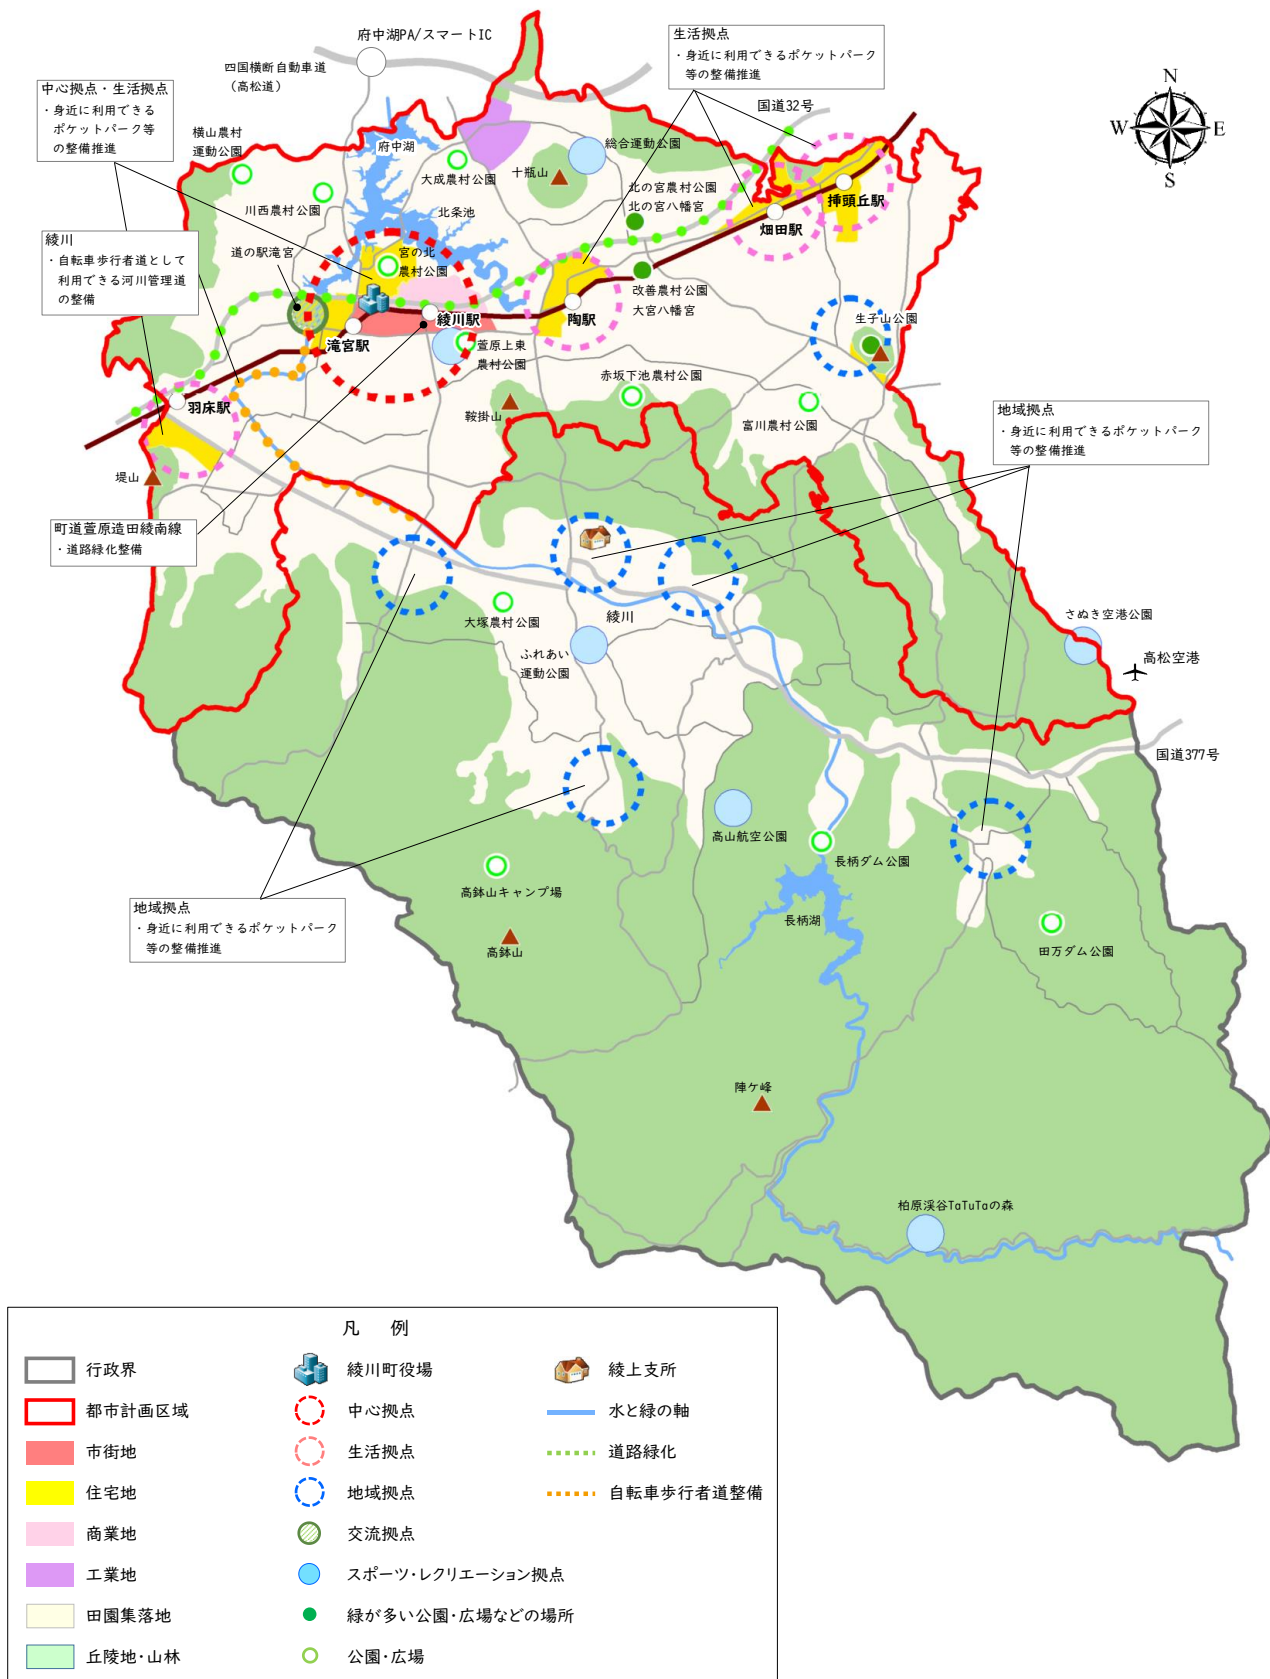 府中湖PA/スマートIC
四国横断自動車道
（高松道）
生活拠点
・身近に利用できるポケットパーク
等の整備推進
中心拠点・生活拠点
・身近に利用できる
ポケットパーク等
の整備推進
国道32号
N
W
E
S
横山農村
運動公園
府中湖
大成農村公園
十瓶山
総合運動公園
川西農村公園
北条池
北の宮農村公園
北の宮八幡宮
挿頭丘駅
畑田駅
綾川
・自転車歩行者道として
利用できる河川管理道
の整備
道の駅滝宮
宮の北
農村公園
改善農村公園
大宮八幡宮
綾川駅
陶駅
滝宮駅
生子山公園
萱原上東
農村公園
赤坂下池農村公園
羽床駅
鞍掛山
富川農村公園
地域拠点
・身近に利用できるポケットパーク
等の整備推進
堤山
町道萱原造田綾南線
・道路緑化整備
大塚農村公園
綾川
ふれあい
運動公園
さぬき空港公園
高松空港
国道377号
高山航空公園
長柄ダム公園
高鉢山キャンプ場
地域拠点
・身近に利用できるポケットパーク
等の整備推進
長柄湖
高鉢山
田万ダム公園
陣ケ峰
柏原渓谷TaTuTaの森
凡 例
行政界
綾川町役場
綾上支所
都市計画区域
中心拠点
水と緑の軸
市街地
生活拠点
道路緑化
住宅地
地域拠点
自転車歩行者道整備
商業地
交流拠点
工業地
スポーツ・レクリエーション拠点
田園集落地
緑が多い公園・広場などの場所
丘陵地・山林
公園・広場